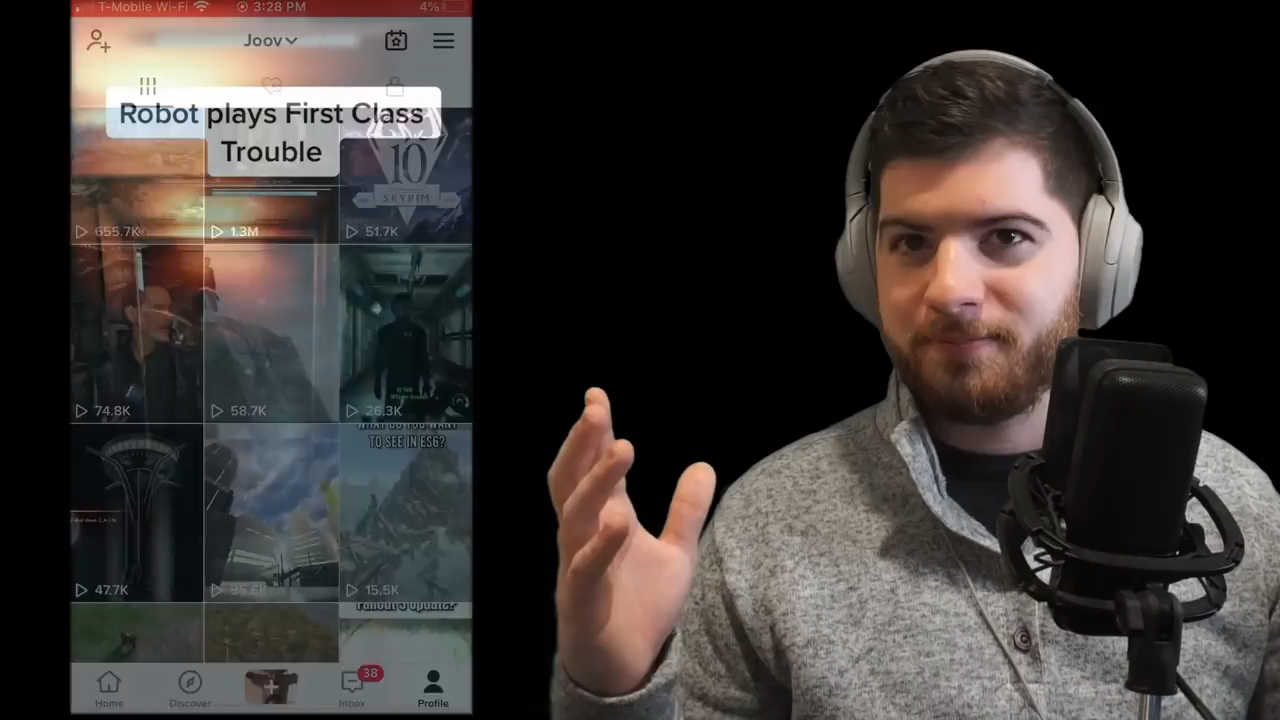 T-Mobile Wi-Fi 3:28 PM 4%
Joov
Robot plays First Class
Trouble
10
SKYRIM
655.7K 1.3M 51.7K
74.8K 58.7K 26.3K
WHAT DO YOU WANT
TO SEE IN ES6?
47.7K 15.5K
Fallout 3 Update?
38
Home Discover Inbox Profile